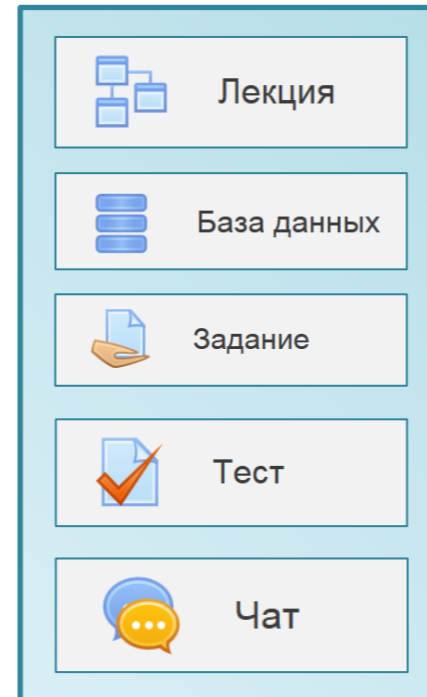 Лекция
База данных
Задание
Тест
Чат